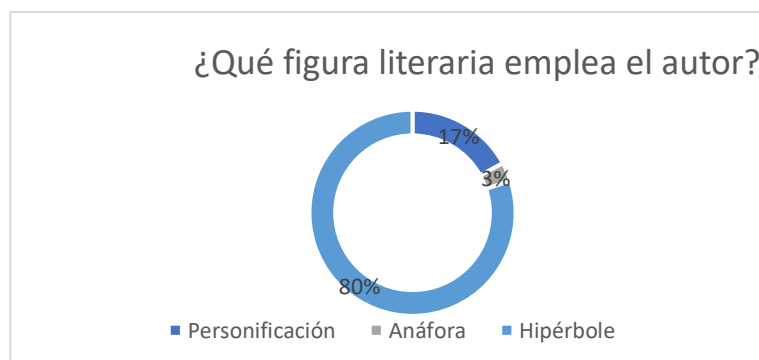 ¿Qué figura literaria emplea el autor?
17%
3%
80%
Personificación Anáfora Hipérbole